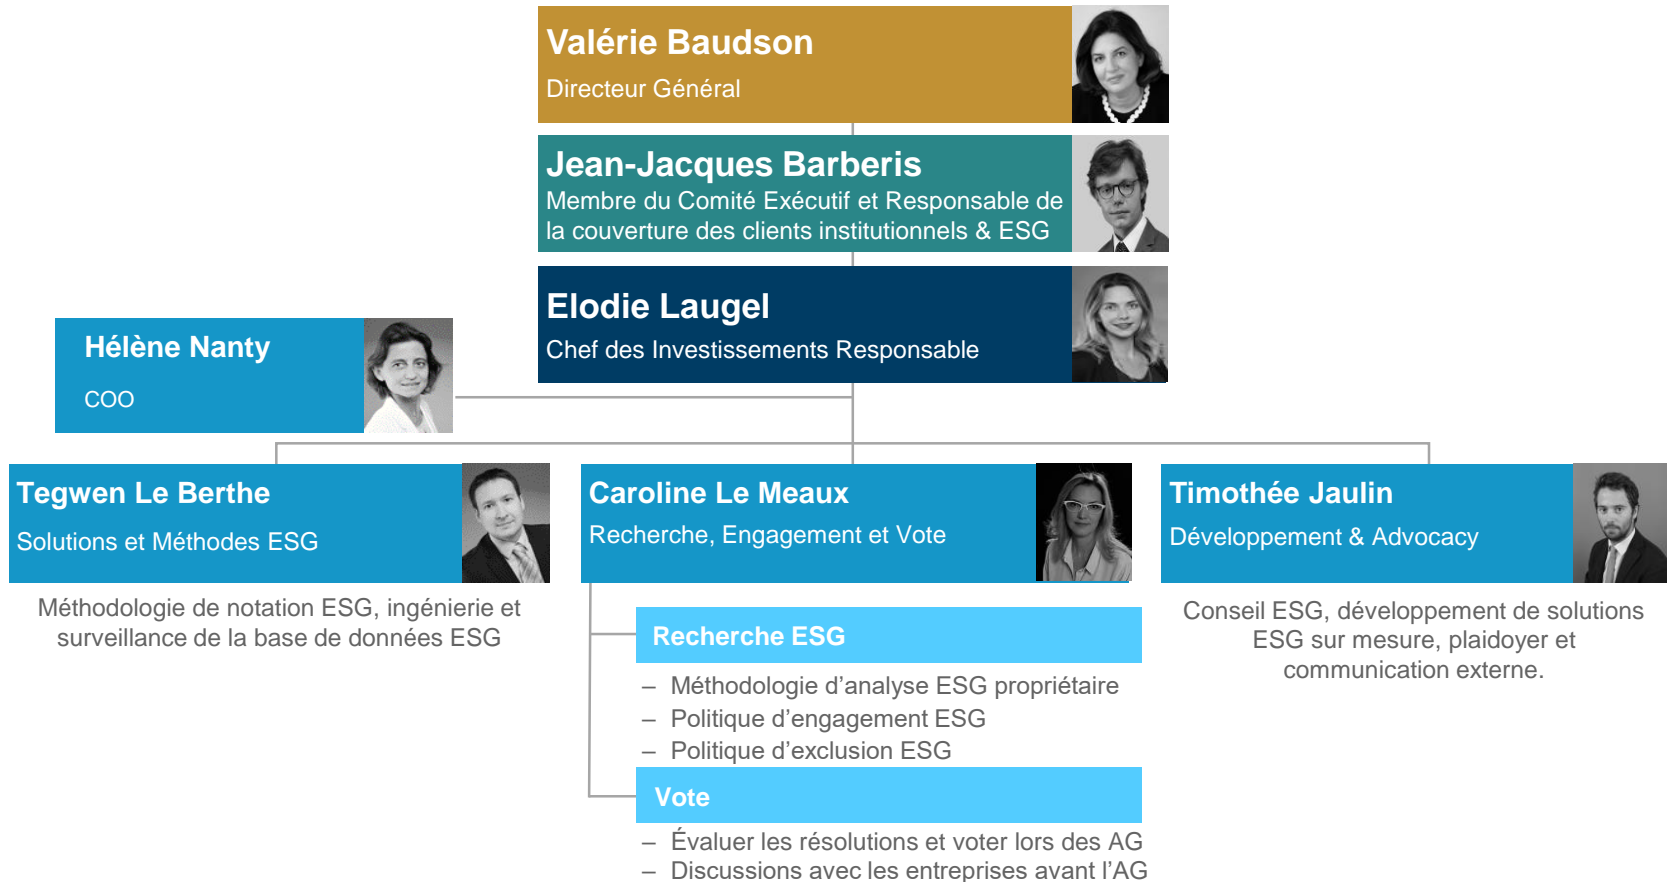 Valérie Baudson
Directeur Général
Jean-Jacques Barberis
Membre du Comité Exécutif et Responsable de
la couverture des clients institutionnels & ESG
Elodie Laugel
Chef des Investissements Responsable
Hélène Nanty
COO
Tegwen Le Berthe
Solutions et Méthodes ESG
Méthodologie de notation ESG, ingénierie et
surveillance de la base de données ESG
Caroline Le Meaux
Recherche, Engagement et Vote
Recherche ESG
– Méthodologie d’analyse ESG propriétaire
– Politique d’engagement ESG
– Politique d’exclusion ESG
Vote
– Évaluer les résolutions et voter lors des AG
– Discussions avec les entreprises avant l’AG
Timothée Jaulin
Développement & Advocacy
Conseil ESG, développement de solutions
ESG sur mesure, plaidoyer et
communication externe.